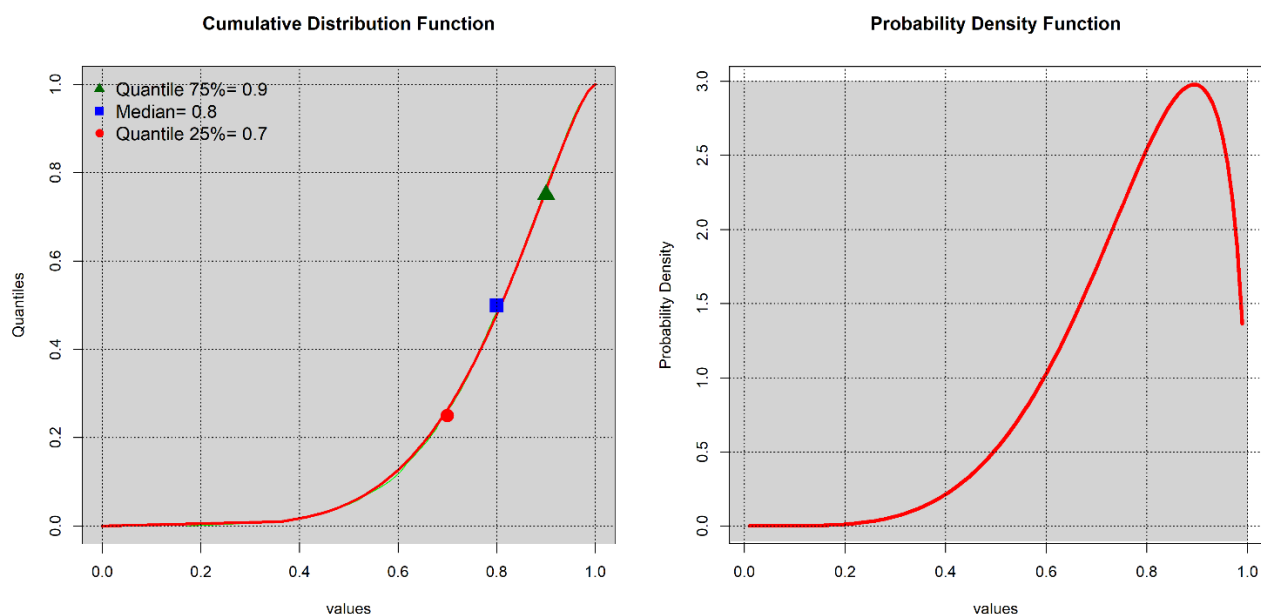 Cumulative Distribution Function
Quantiles
1.0
0.8
0.6
0.4
0.2
0.0
Quantile 75%= 0.9
Median= 0.8
Quantile 25%= 0.7
0.0 0.2 0.4 0.6 0.8 1.0
values
Probability Density Function
Probability Density
3.0
2.5
2.0
1.5
1.0
0.5
0.0
0.0 0.2 0.4 0.6 0.8 1.0
values